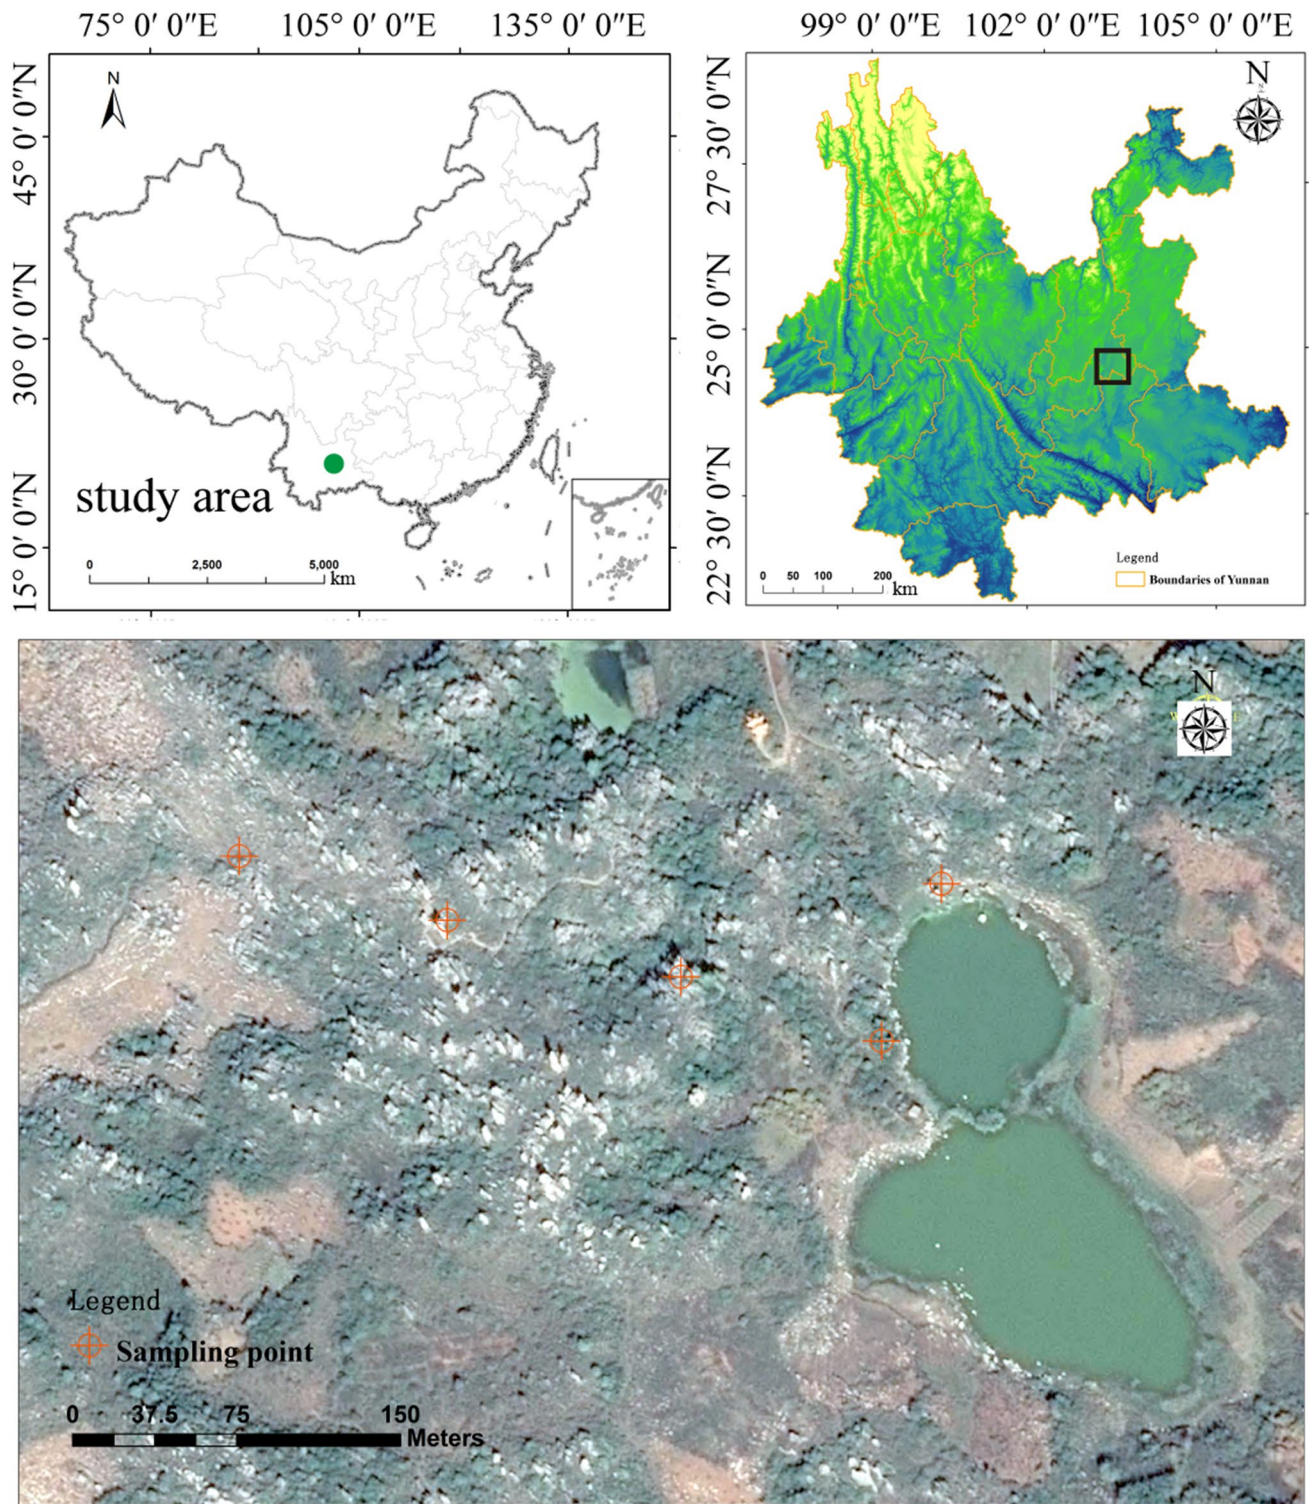 75° 0' 0"E 105° 0' 0"E 135° 0' 0"E
45° 0' 0"N
30° 0' 0"N
15° 0' 0"N
N
study area
0 2,500 5,000
km
99° 0' 0"E 102° 0' 0"E 105° 0' 0"E
27° 30' 0"N
25° 0' 0"N
22° 30' 0"N
N
Legend
Boundaries of Yunnan
0 50 100 200
km
N
Legend
Sampling point
0 37.5 75 150
Meters